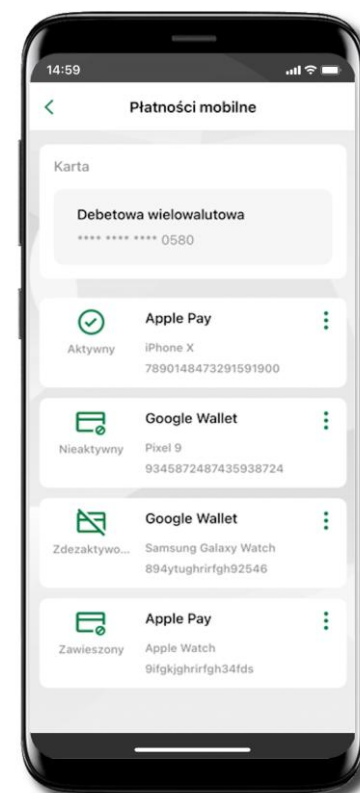 14:59
Płatności mobilne
Karta
Debetowa wielowalutowa
**** **** **** 0580
Apple Pay
Aktywny
iPhone X
7890148473291591900
Google Wallet
Nieaktywny
Pixel 9
9345872487435938724
Google Wallet
Zdezaktywo...
Samsung Galaxy Watch
894ytughrirfgh92546
Apple Pay
Zawieszony
Apple Watch
9ifgkjghrirfgh34fds